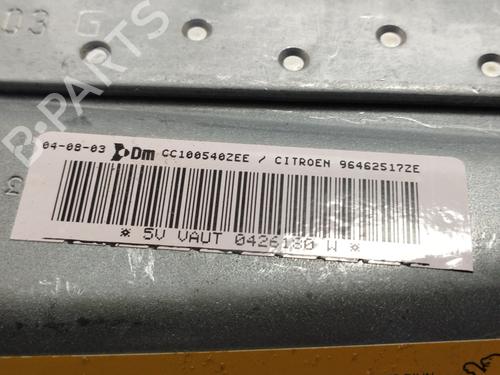 03 G
B-PARTS
04-08-03 Dm CC100540ZEE / CITROEN 96462517ZE
* 5V VAUT 0426180 W *